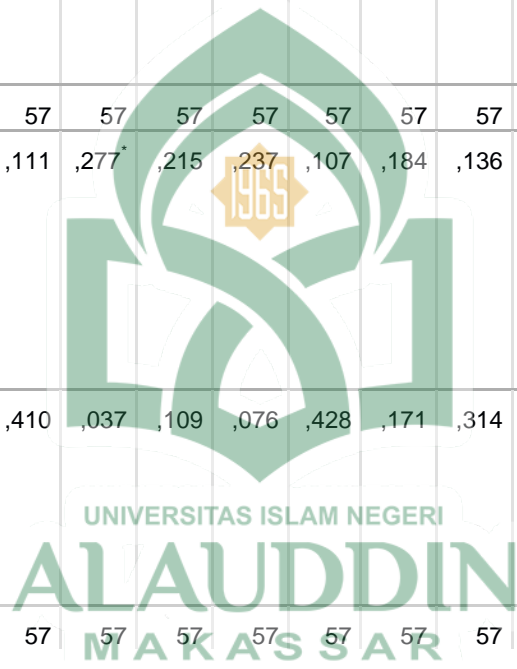 57 57 57 57 57 57 57
,111 ,277* ,215 ,237 ,107 ,184 ,136
1965
,410 ,037 ,109 ,076 ,428 ,171 ,314
UNIVERSITAS ISLAM NEGERI
ALAUDDIN
57 57 57 57 57 57 57
MAKASSAR